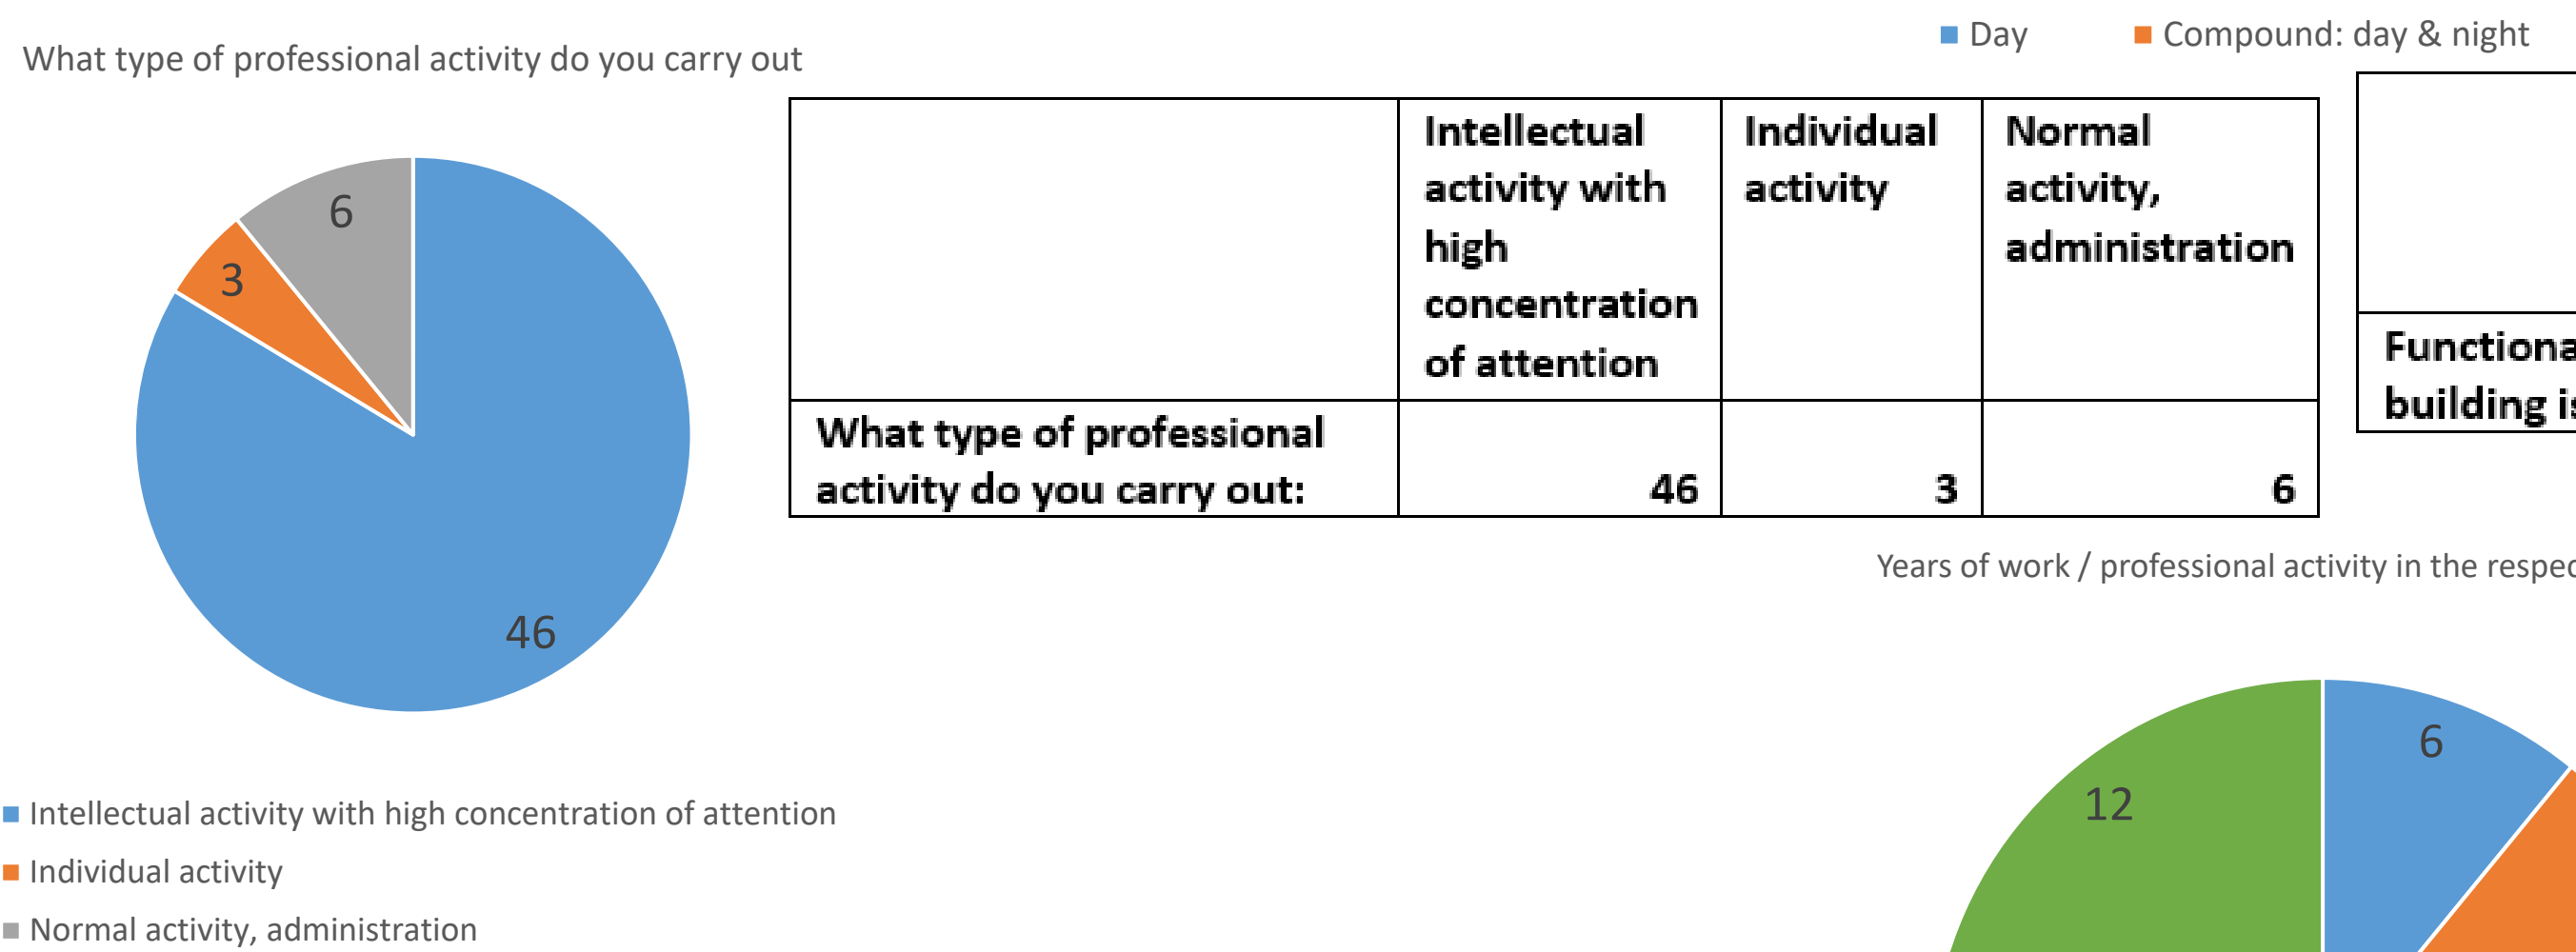 What type of professional activity do you carry out
6
3
46
Intellectual activity with high concentration of attention
Individual activity
Normal activity, administration
Day
Compound: day & night
Intellectual
activity with
high
concentration
of attention
Individual
activity
Normal
activity,
administration
What type of professional
activity do you carry out:
46
3
6
building
Years of work / professional activity in the
12
6